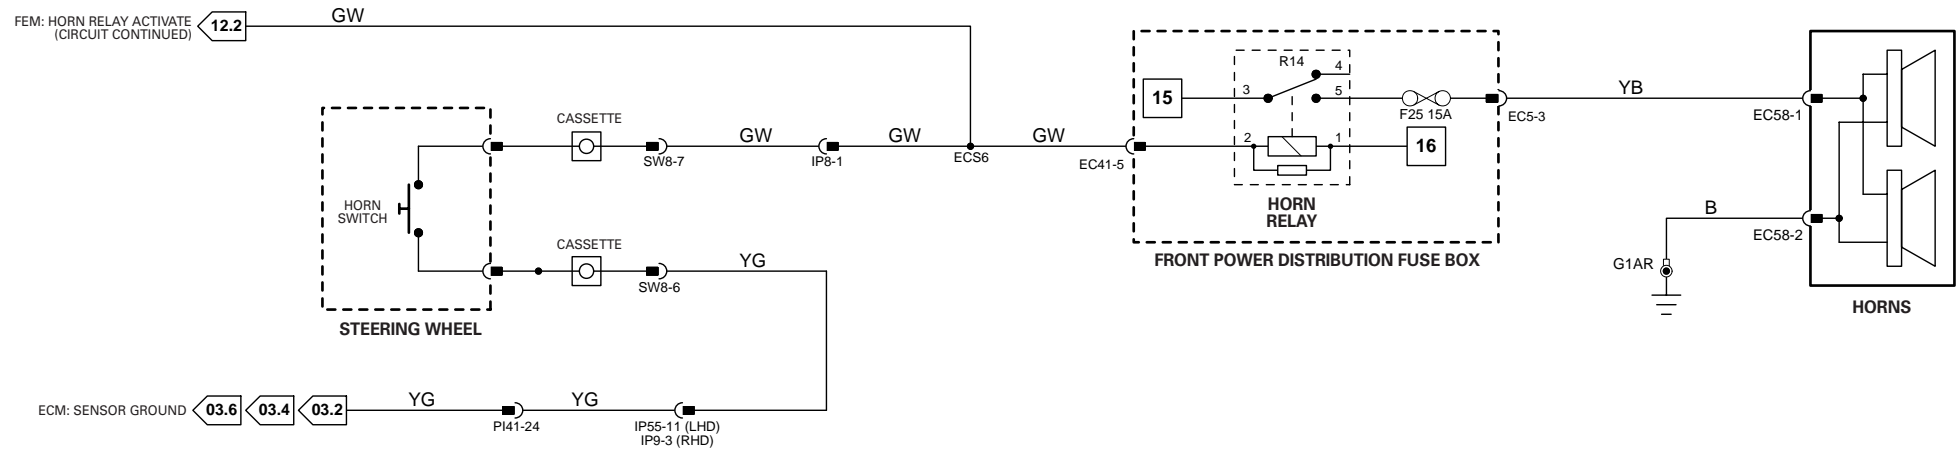 FEM: HORN RELAY ACTIVATE
(CIRCUIT CONTINUED)
12.2
GW
CASSETTE
SW8-7
GW
IP8-1
GW
ECS6
GW
EC41-5
HORN
SWITCH
CASSETTE
SW8-6
YG
STEERING WHEEL
ECM: SENSOR GROUND
03.6
03.4
03.2
YG
PI41-24
YG
IP55-11 (LHD)
IP9-3 (RHD)
R14
4
15
3
5
F25 15A
2
1
16
HORN
RELAY
FRONT POWER DISTRIBUTION FUSE BOX
EC5-3
YB
EC58-1
B
EC58-2
G1AR
HORNS